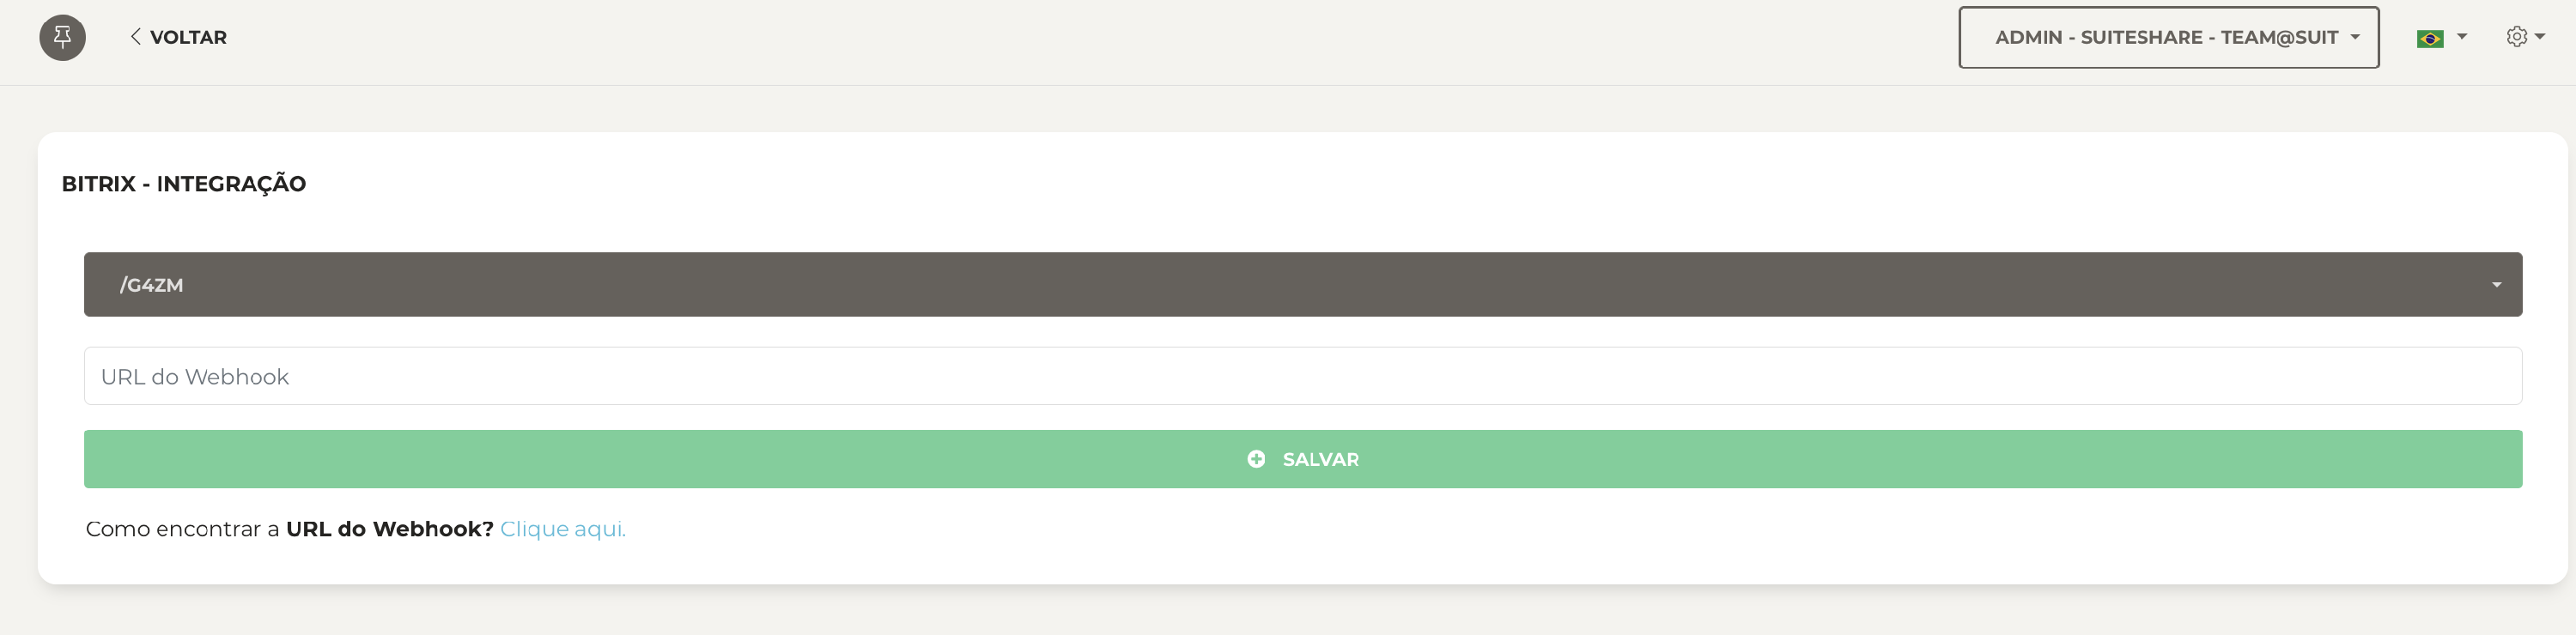 VOLTAR
ADMIN - SUITESHARE - TEAM@SUIT
BITRIX - INTEGRAÇÃO
/G4ZM
URL do Webhook
SALVAR
Como encontrar a URL do Webhook? Clique aqui.